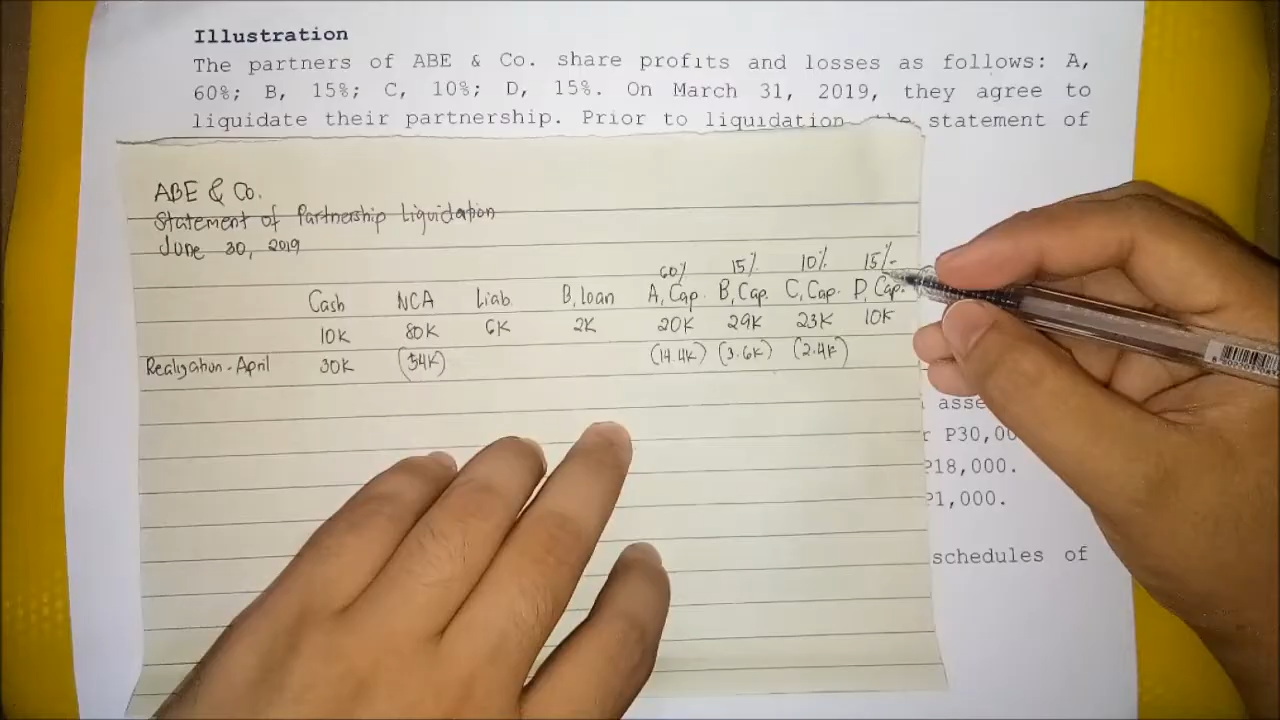 Illustration
The partners of ABE & Co. share profits and losses as follows: A,
60%; B, 15%; C, 10%; D, 15%. On March 31, 2019, they agree to
liquidate their partnership. Prior to liquidation, the statement of
ABE & Co.
Statement of Partnership Liquidation
June 30, 2019
60% 15% 10% 15%
Cash NCA Liab. B, loan A, Cap. B, Cap. C, Cap. D, Cap.
10K 80K 6K 2K 20K 29K 23K 10K
Realization - April 30K (54K) (14.4K) (3.6K) (2.4K)
P30,00
P18,000.
P1,000.
schedules of